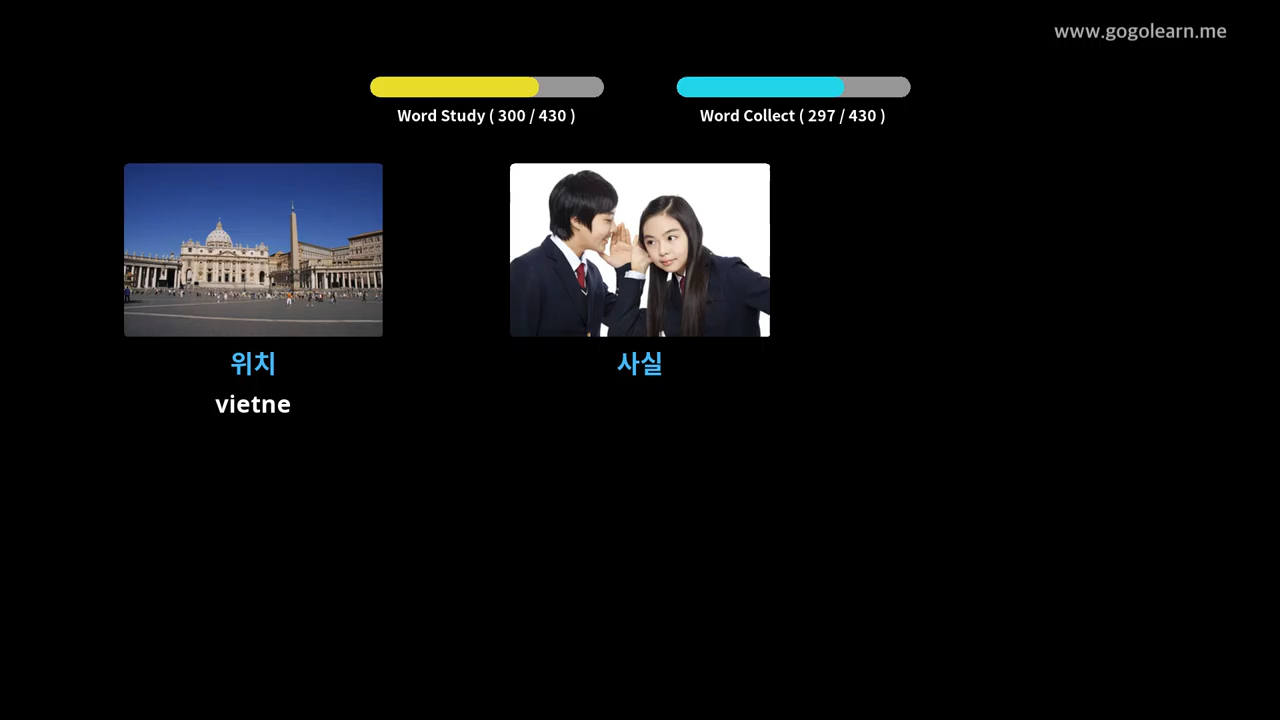 www.gogolearn.me
Word Study ( 300 / 430 )
Word Collect ( 297 / 430 )
위치
사실
vietne